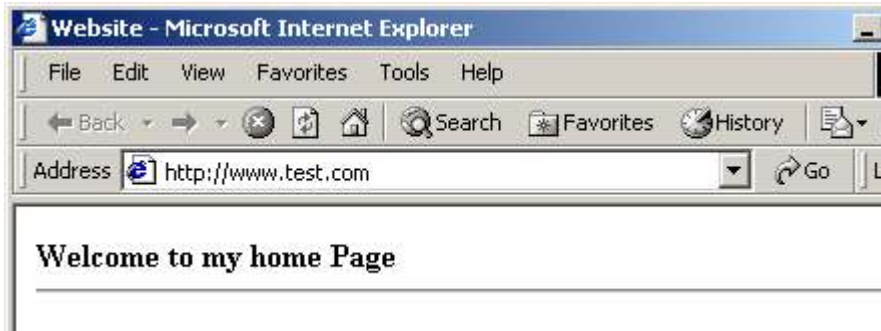 Website - Microsoft Internet Explorer
File Edit View Favorites Tools Help
Back Search Favorites History
Address http://www.test.com Go L
Welcome to my home Page